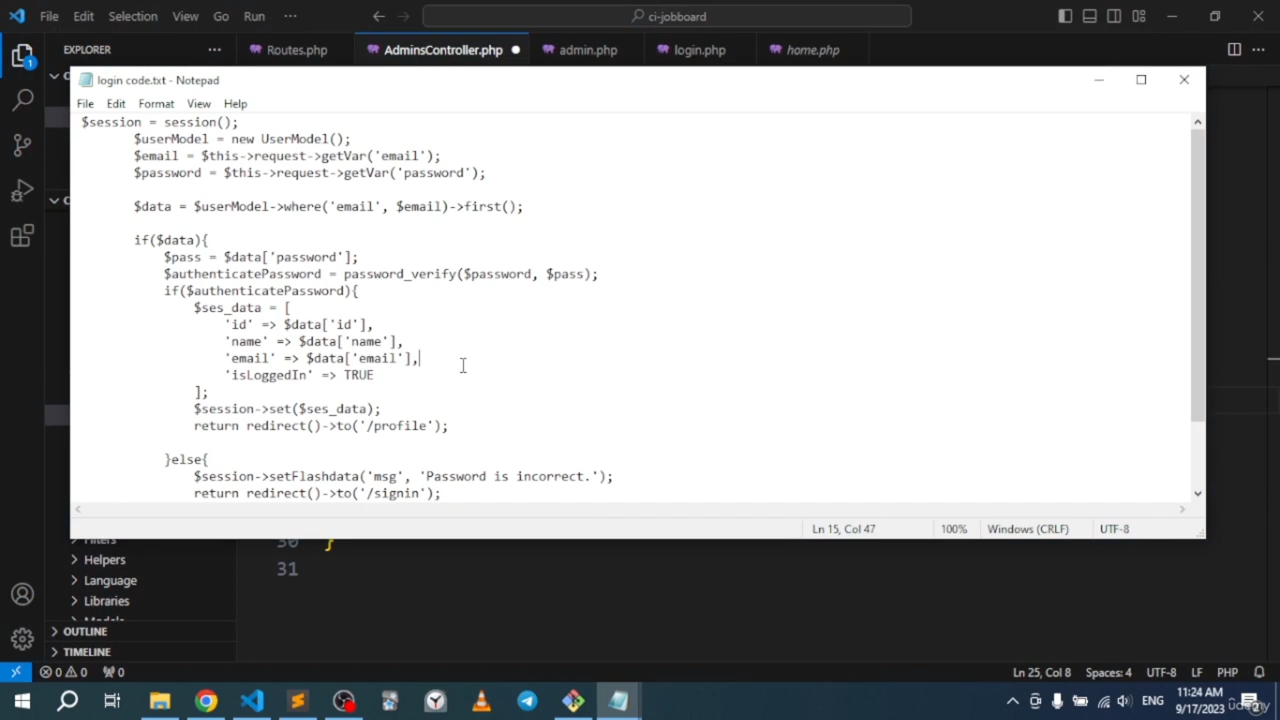 File Edit Selection View Go Run ··· ci-jobboard
EXPLORER ··· Routes.php AdminsController.php admin.php login.php home.php ···
login code.txt - Notepad
File Edit Format View Help
$session = session();
$userModel = new UserModel();
$email = $this->request->getVar('email');
$password = $this->request->getVar('password');
$data = $userModel->where('email', $email)->first();
if($data){
$pass = $data['password'];
$authenticatePassword = password_verify($password, $pass);
if($authenticatePassword){
$ses_data = [
'id' => $data['id'],
'name' => $data['name'],
'email' => $data['email'],
'isLoggedIn' => TRUE
];
$session->set($ses_data);
return redirect()->to('/profile');
}else{
$session->setFlashdata('msg', 'Password is incorrect.');
return redirect()->to('/signin');
Ln 15, Col 47 100% Windows (CRLF) UTF-8
Filters 30 }
Helpers 31
Language
Libraries
Models
OUTLINE
TIMELINE
0 0 0 Ln 25, Col 8 Spaces: 4 UTF-8 LF PHP
ENG 11:24 AM
9/17/2023 2
udemy